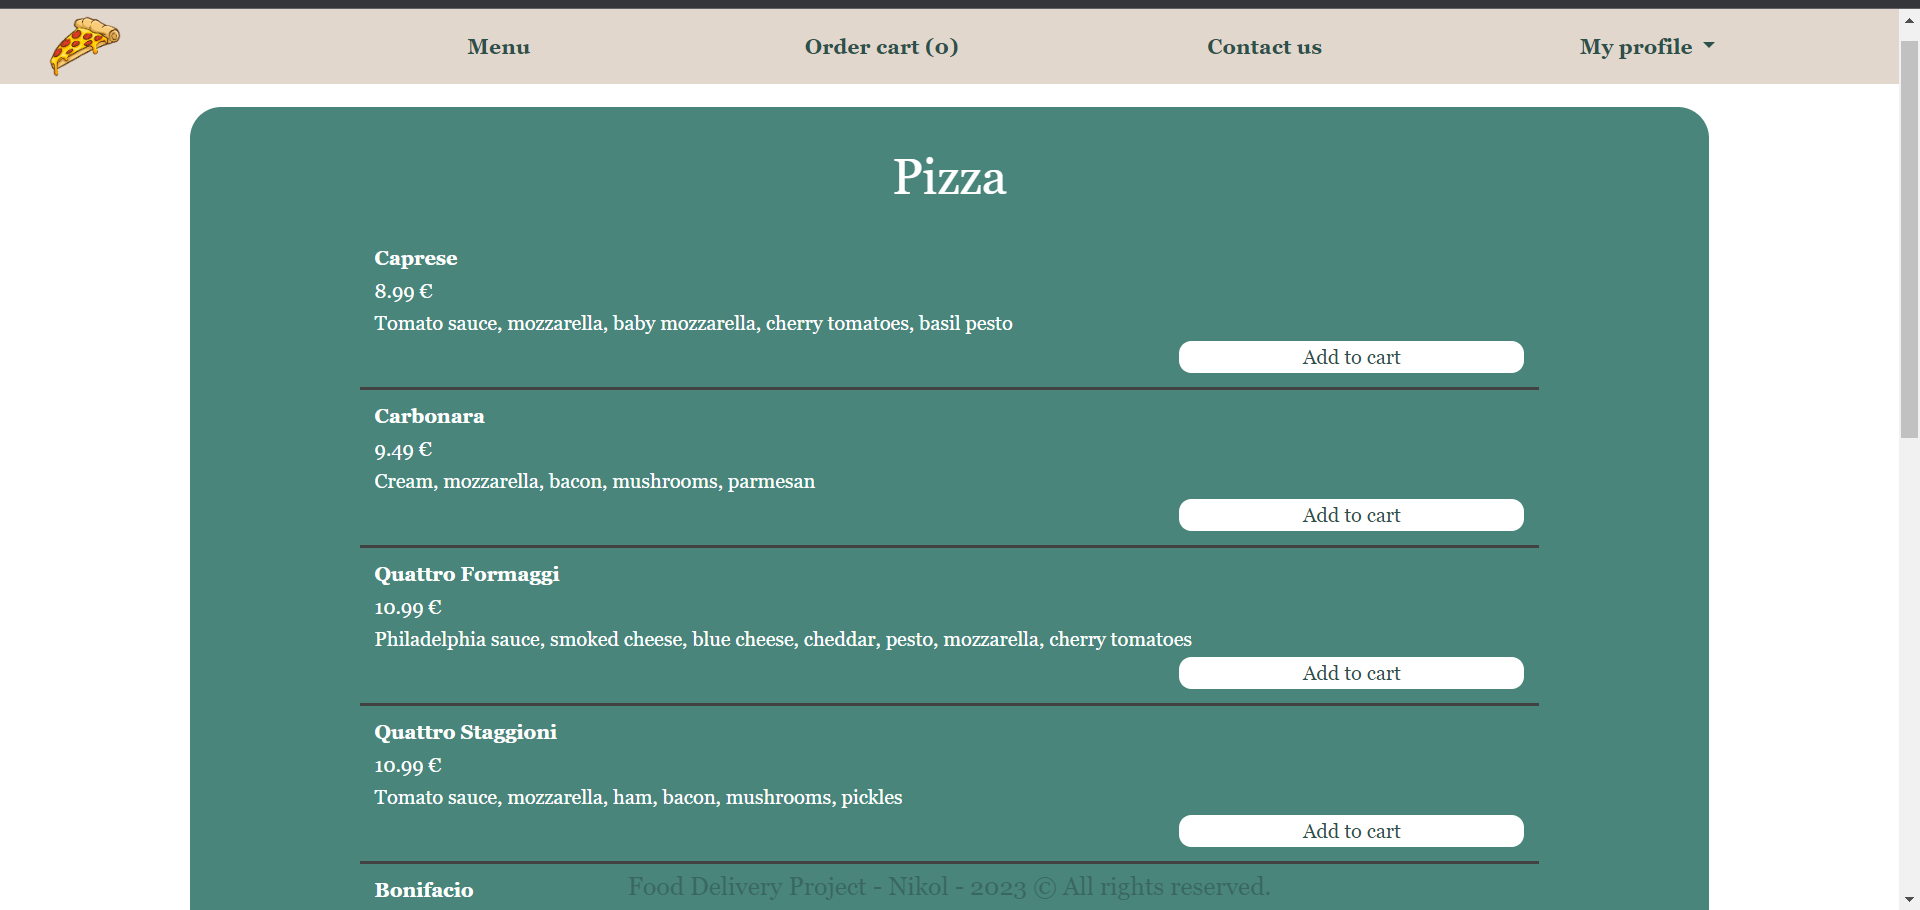 Menu
Order cart (0)
Contact us
My profile
Pizza
Caprese
8.99 €
Tomato sauce, mozzarella, baby mozzarella, cherry tomatoes, basil pesto
Add to cart
Carbonara
9.49 €
Cream, mozzarella, bacon, mushrooms, parmesan
Add to cart
Quattro Formaggi
10.99 €
Philadelphia sauce, smoked cheese, blue cheese, cheddar, pesto, mozzarella, cherry tomatoes
Add to cart
Quattro Staggioni
10.99 €
Tomato sauce, mozzarella, ham, bacon, mushrooms, pickles
Add to cart
Bonifacio
Food Delivery Project - Nikol - 2023 © All rights reserved.